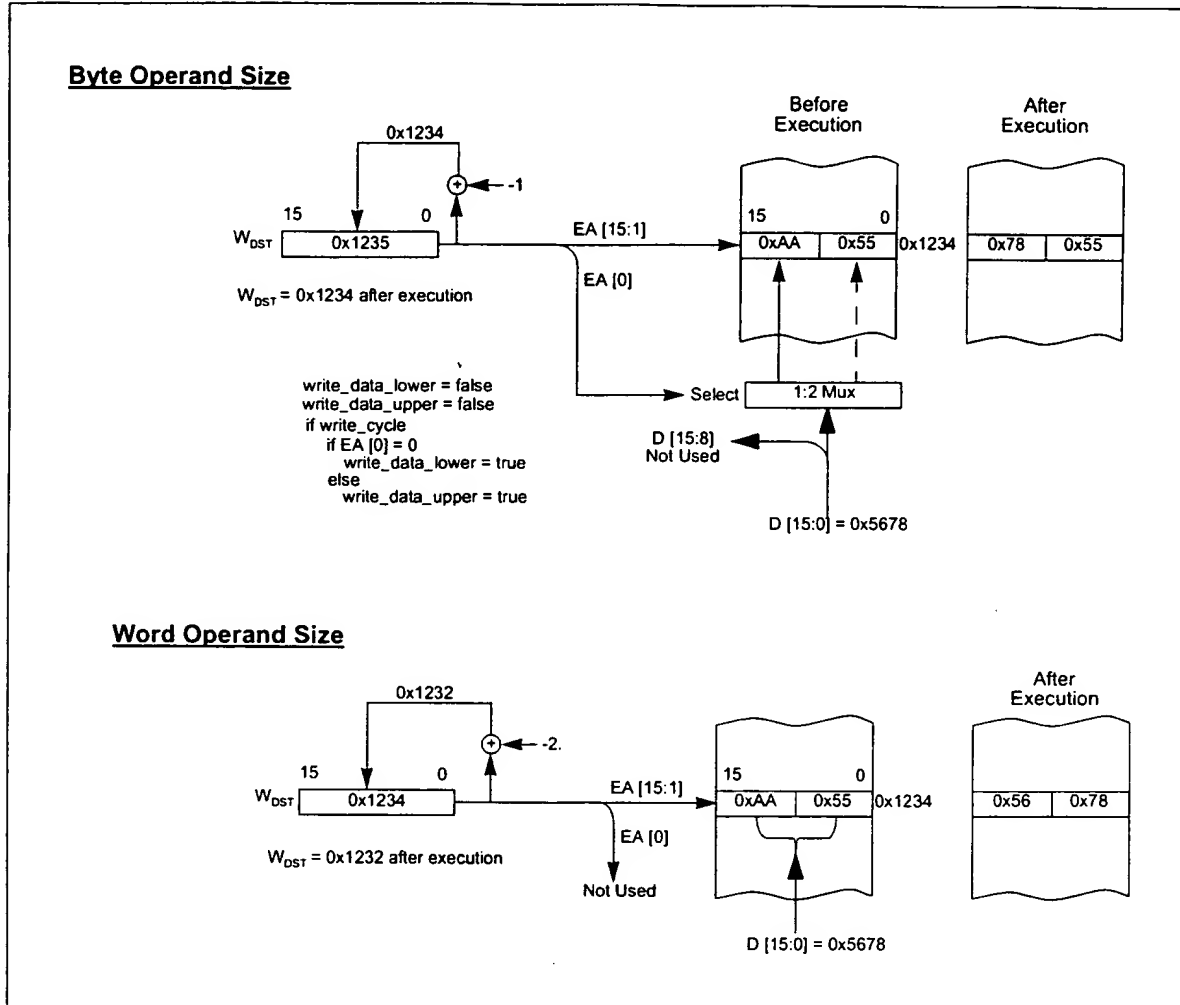 Byte Operand Size
Before
Execution
After
Execution
0x1234
-1
15 0
W_DST 0x1235
EA [15:1]
EA [0]
15 0
0xAA 0x55 0x1234
0x78 0x55
W_DST = 0x1234 after execution
write_data_lower = false
write_data_upper = false
if write_cycle
if EA [0] = 0
write_data_lower = true
else
write_data_upper = true
Select 1:2 Mux
D [15:8]
Not Used
D [15:0] = 0x5678
Word Operand Size
After
Execution
0x1232
-2.
15 0
W_DST 0x1234
EA [15:1]
EA [0]
Not Used
15 0
0xAA 0x55 0x1234
0x56 0x78
W_DST = 0x1232 after execution
D [15:0] = 0x5678